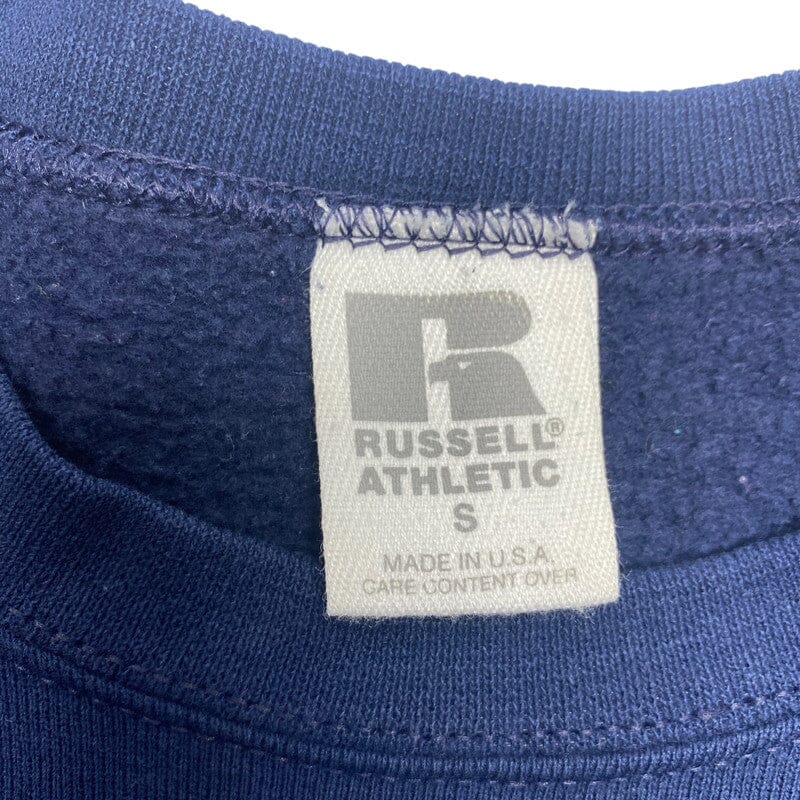 R
RUSSELL®
ATHLETIC
S
MADE IN U.S.A.
CARE CONTENT OVER